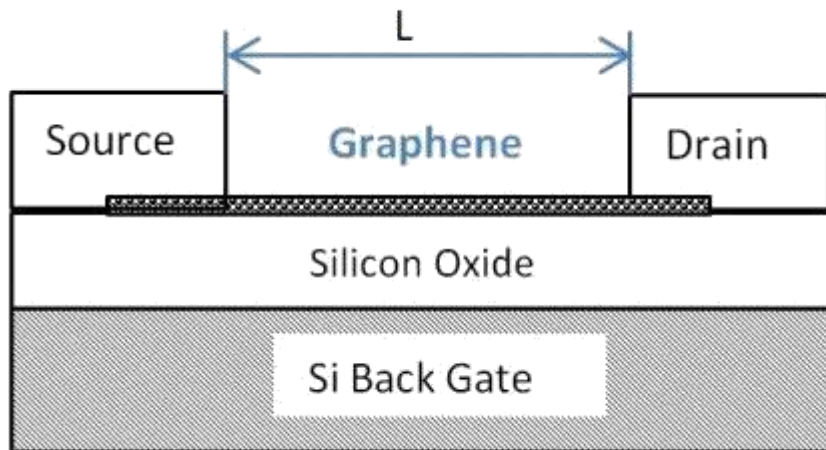 L
Source
Graphene
Drain
Silicon Oxide
Si Back Gate